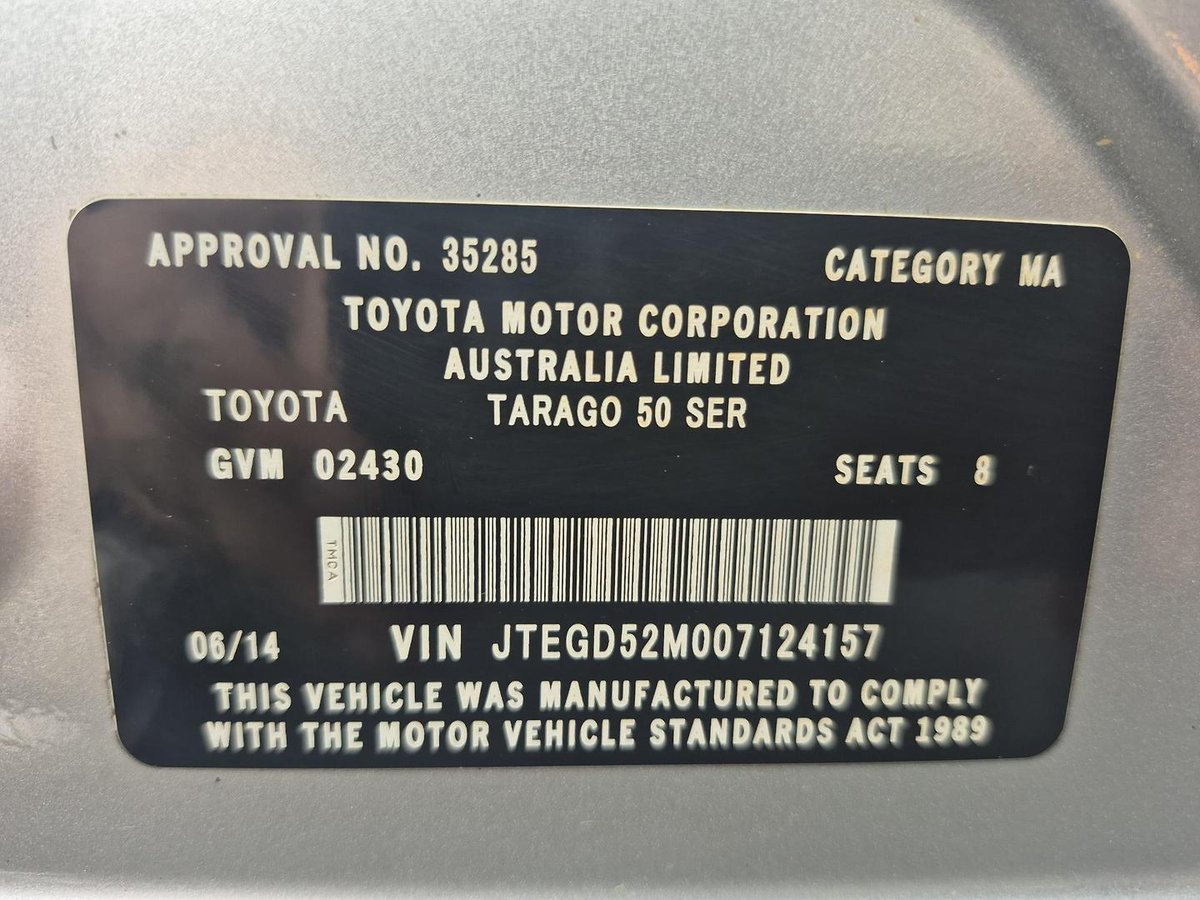 APPROVAL NO. 35285 CATEGORY MA
TOYOTA MOTOR CORPORATION
AUSTRALIA LIMITED
TOYOTA TARAGO 50 SER
GVM 02430 SEATS 8
TMCA
06/14 VIN JTEGD52M007124157
THIS VEHICLE WAS MANUFACTURED TO COMPLY
WITH THE MOTOR VEHICLE STANDARDS ACT 1989